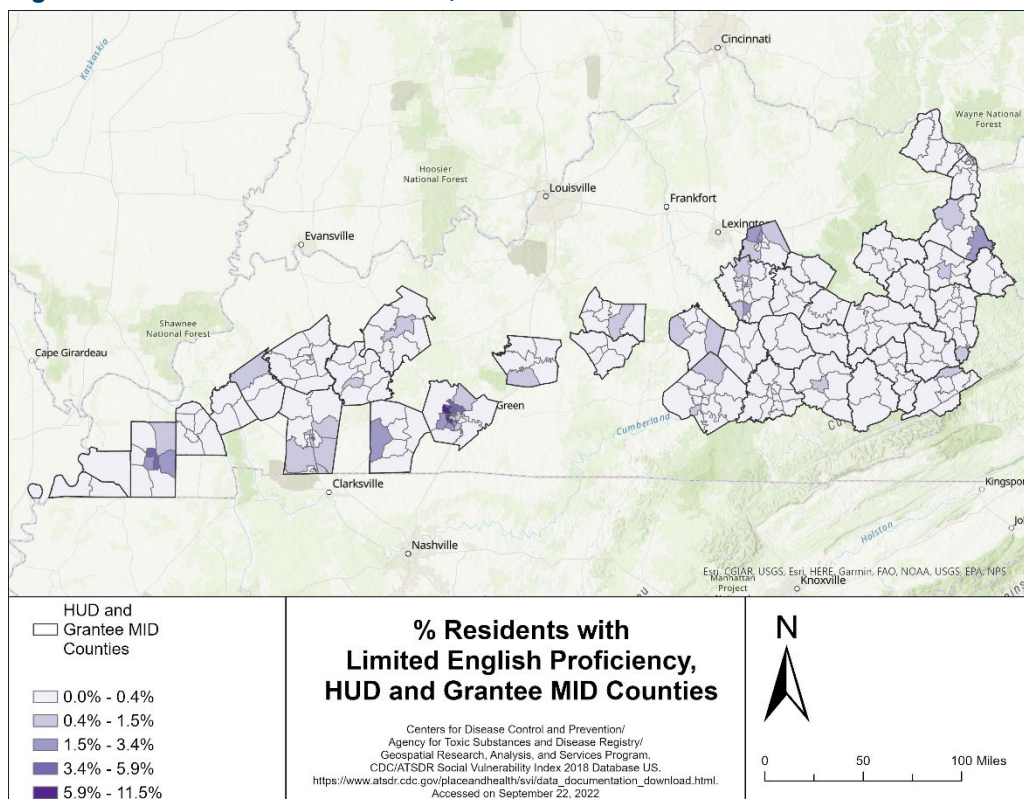 Cincinnati
Kaskaskia
Wayne National
Forest
Hoosier
National Forest
Louisville
Frankfort
Lexington
Evansville
Shawnee
National Forest
Cape Girardeau
Green
Cumberland
Clarksville
Kingspor
Holston
Nashville
Esri, CGIAR, USGS, Esri, HERE, Garmin, FAO, NOAA, USGS, EPA, NPS
Manhattan
Project
Knoxville
HUD and
Grantee MID
Counties
0.0% - 0.4%
0.4% - 1.5%
1.5% - 3.4%
3.4% - 5.9%
5.9% - 11.5%
% Residents with
Limited English Proficiency,
HUD and Grantee MID Counties
Centers for Disease Control and Prevention/
Agency for Toxic Substances and Disease Registry/
Geospatial Research, Analysis, and Services Program.
CDC/ATSDR Social Vulnerability Index 2018 Database US.
https://www.atsdr.cdc.gov/placeandhealth/svi/data_documentation_download.html.
Accessed on September 22, 2022
N
0 50 100 Miles